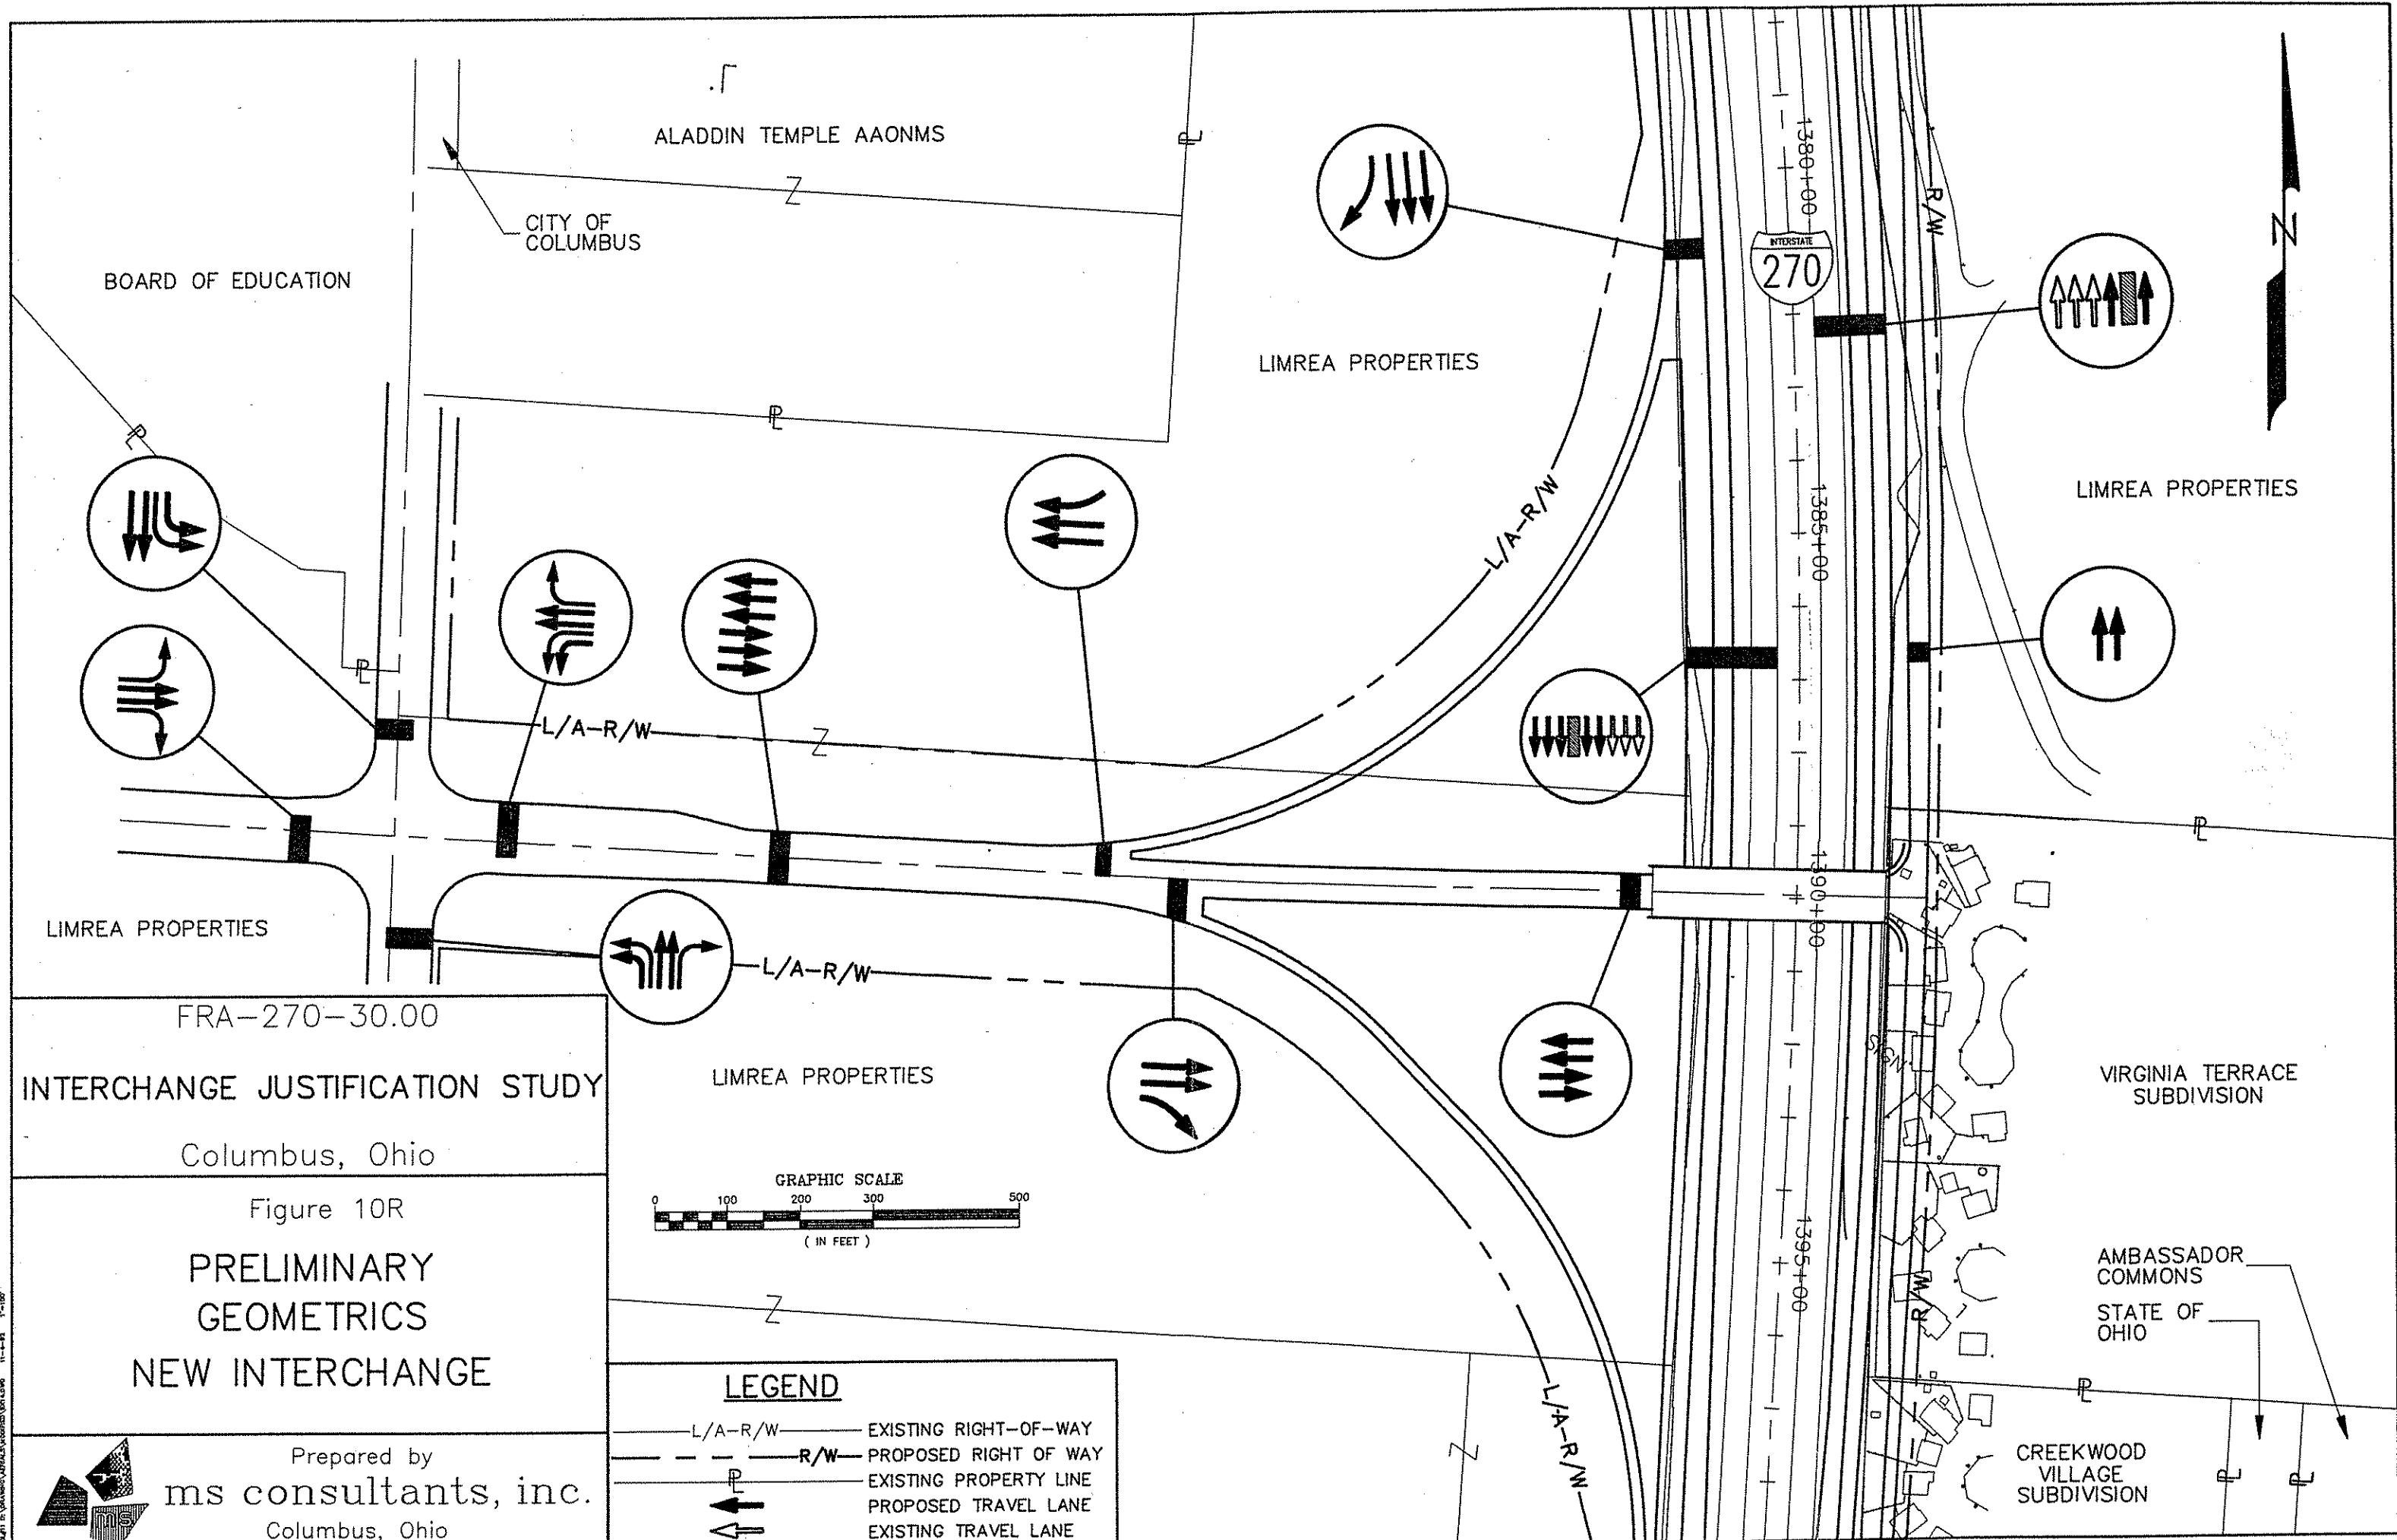 ALADDIN TEMPLE AAONMS
CITY OF
COLUMBUS
BOARD OF EDUCATION
LIMREA PROPERTIES
INTERSTATE
270
1380+00
R/W
N
LIMREA PROPERTIES
1385+00
L/A-R/W
L/A-R/W
1390+00
LIMREA PROPERTIES
L/A-R/W
LIMREA PROPERTIES
VIRGINIA TERRACE
SUBDIVISION
1395+00
R/W
L/A-R/W
AMBASSADOR
COMMONS
STATE OF
OHIO
CREEKWOOD
VILLAGE
SUBDIVISION
GRAPHIC SCALE
0 100 200 300 500
( IN FEET )
FRA-270-30.00
INTERCHANGE JUSTIFICATION STUDY
Columbus, Ohio
Figure 10R
PRELIMINARY
GEOMETRICS
NEW INTERCHANGE
Prepared by
ms consultants, inc.
Columbus, Ohio
ms
LEGEND
L/A-R/W EXISTING RIGHT-OF-WAY
R/W PROPOSED RIGHT OF WAY
PL EXISTING PROPERTY LINE
PROPOSED TRAVEL LANE
EXISTING TRAVEL LANE